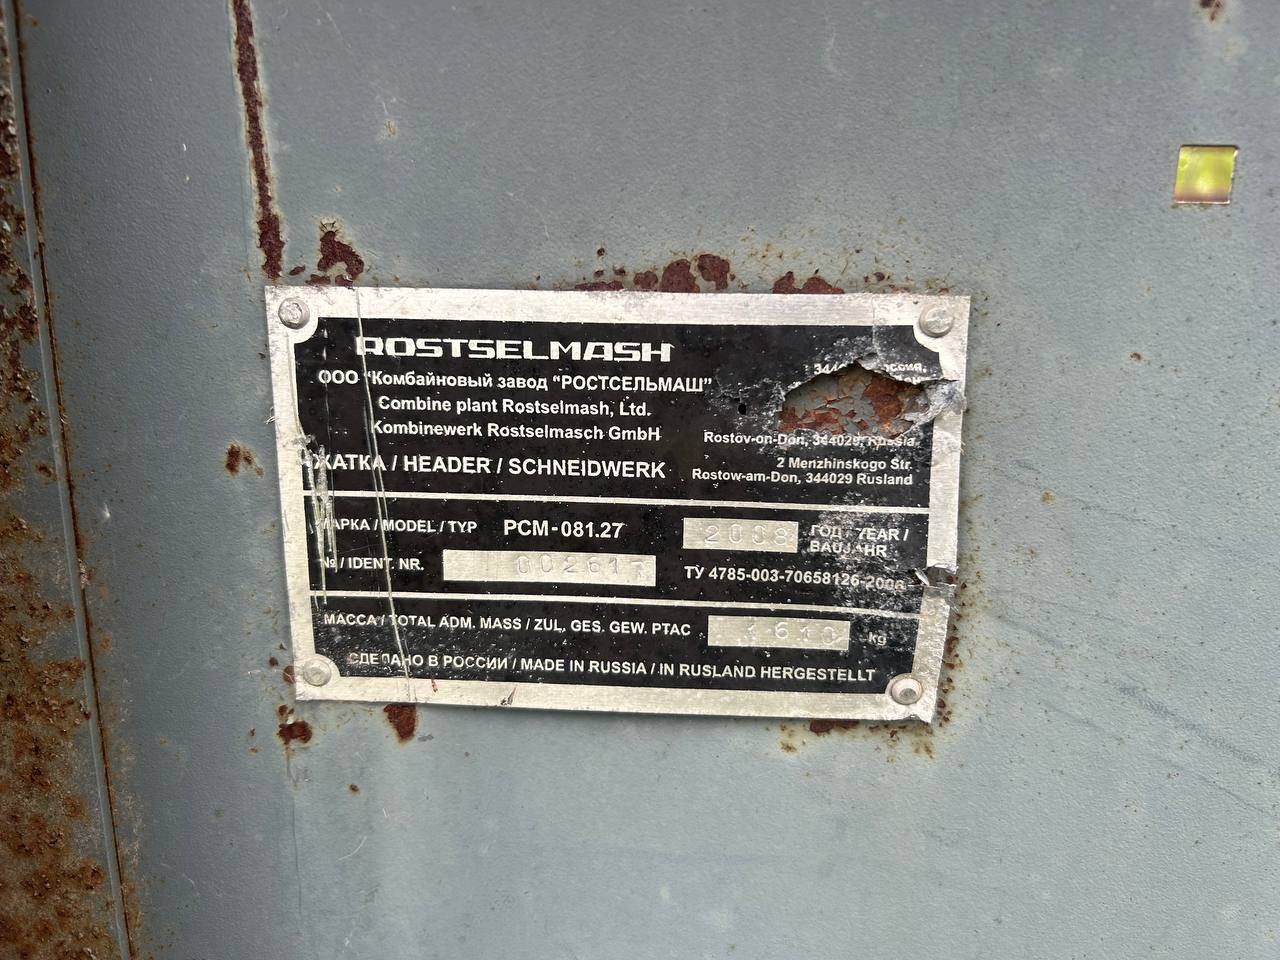 ROSTSELMASH
ООО "Комбайновый завод "РОСТСЕЛЬМАШ"
Combine plant Rostselmash, Ltd.
Kombinewerk Rostselmasch GmbH
Rostov-on-Don, 344029, Russia
2 Menzhinskogo Str.
Rostow-am-Don, 344029 Rusland
ЖАТКА / HEADER / SCHNEIDWERK
МАРКА / MODEL / TYP РСМ-081.27 2008 ГОД / YEAR /
BAUJAHR
№ / IDENT. NR. 002617 ТУ 4785-003-70658126-2006
МАССА / TOTAL ADM. MASS / ZUL. GES. GEW. PTAC 1610 kg
СДЕЛАНО В РОССИИ / MADE IN RUSSIA / IN RUSLAND HERGESTELLT